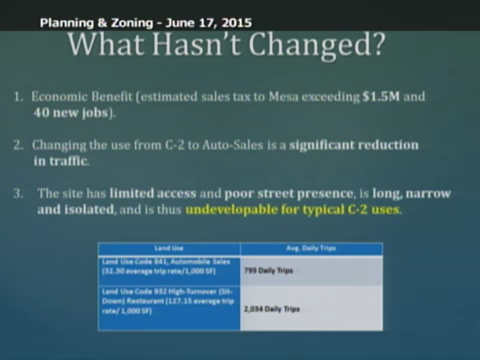 Planning & Zoning - June 17, 2015
What Hasn't Changed?
1. Economic Benefit (estimated sales tax to Mesa exceeding $1.5M and
40 new jobs).
2. Changing the use from C-2 to Auto-Sales is a significant reduction
in traffic.
3. The site has limited access and poor street presence, is long, narrow
and isolated, and is thus undevelopable for typical C-2 uses.
Land Use Avg. Daily Trips
Land Use Code 841, Automobile Sales
(32.30 average trip rate/1,000 SF) 795 Daily Trips
Land Use Code 932 High-Turnover (Sit-
Down) Restaurant (127.15 average trip
rate/ 1,000 SF) 2,034 Daily Trips